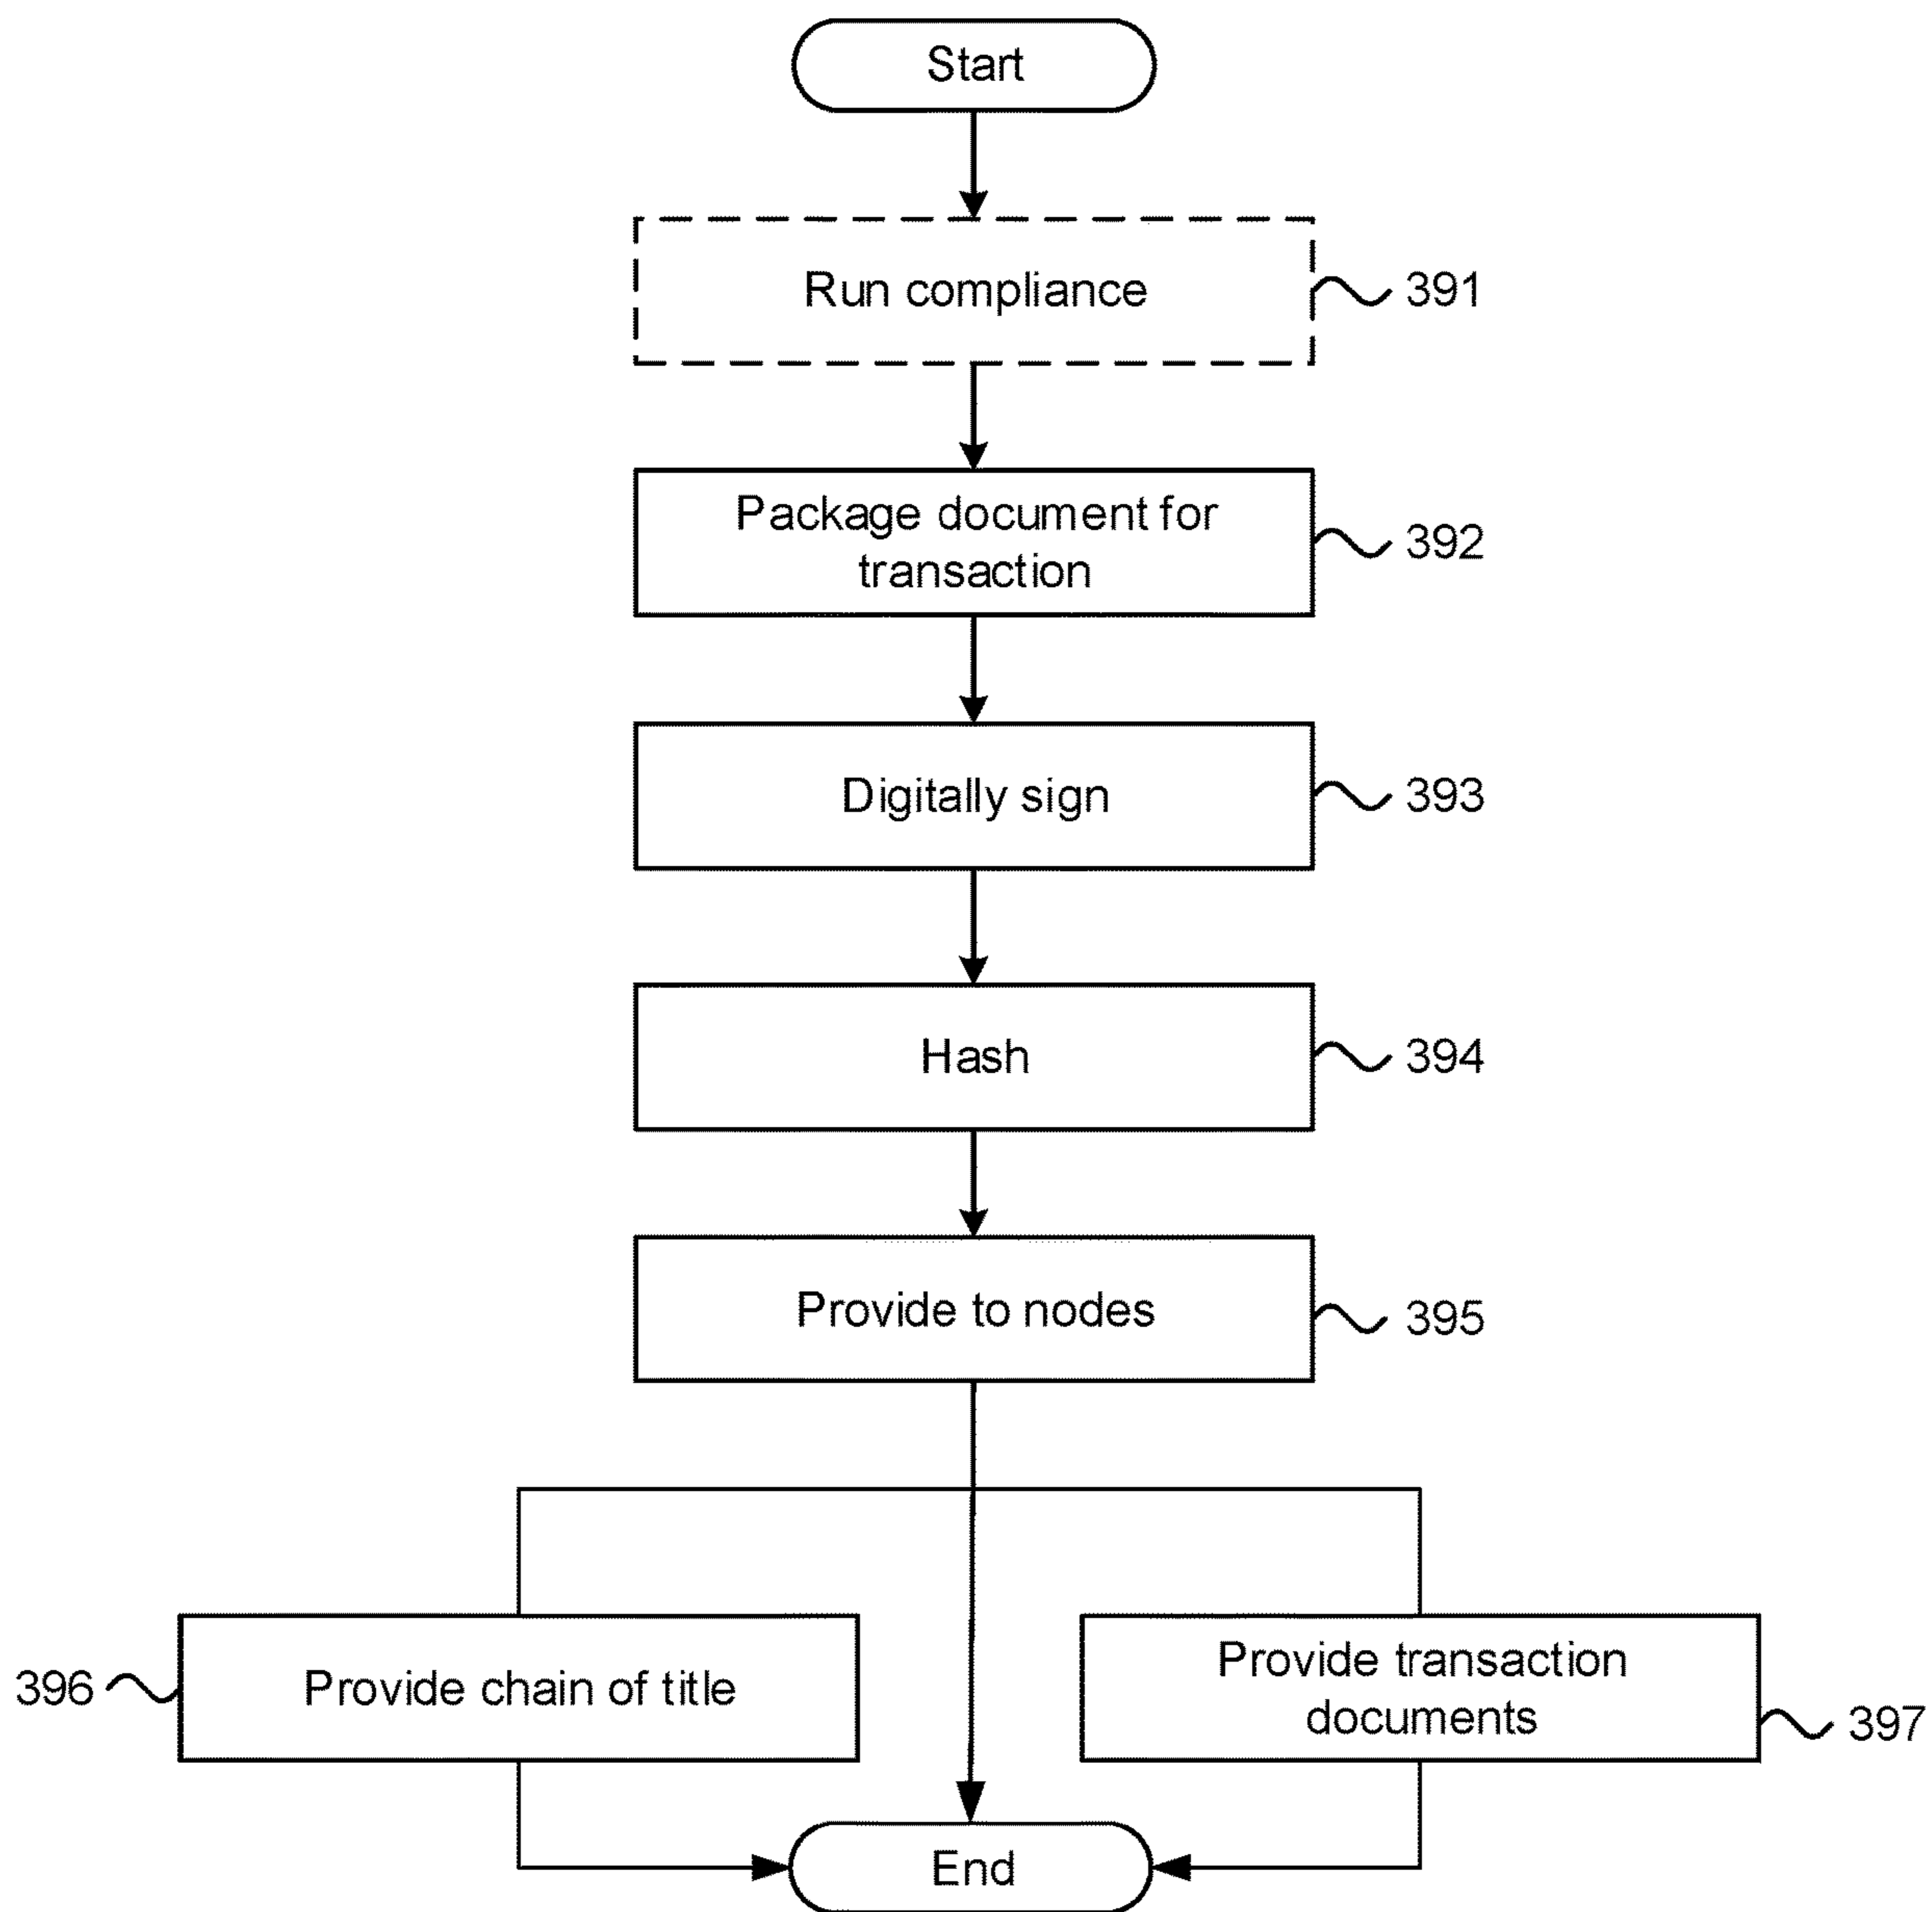 Start
Run compliance
391
Package document for
transaction
392
Digitally sign
393
Hash
394
Provide to nodes
395
396
Provide chain of title
Provide transaction
documents
397
End